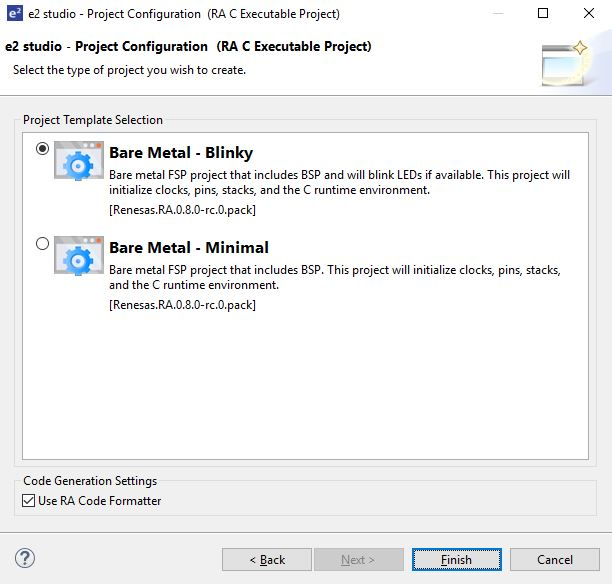 e2 e2 studio - Project Configuration (RA C Executable Project)
e2 studio - Project Configuration (RA C Executable Project)
Select the type of project you wish to create.
Project Template Selection
Bare Metal - Blinky
Bare metal FSP project that includes BSP and will blink LEDs if available. This project will
initialize clocks, pins, stacks, and the C runtime environment.
[Renesas.RA.0.8.0-rc.0.pack]
Bare Metal - Minimal
Bare metal FSP project that includes BSP. This project will initialize clocks, pins, stacks,
and the C runtime environment.
[Renesas.RA.0.8.0-rc.0.pack]
Code Generation Settings
Use RA Code Formatter
? < Back Next > Finish Cancel